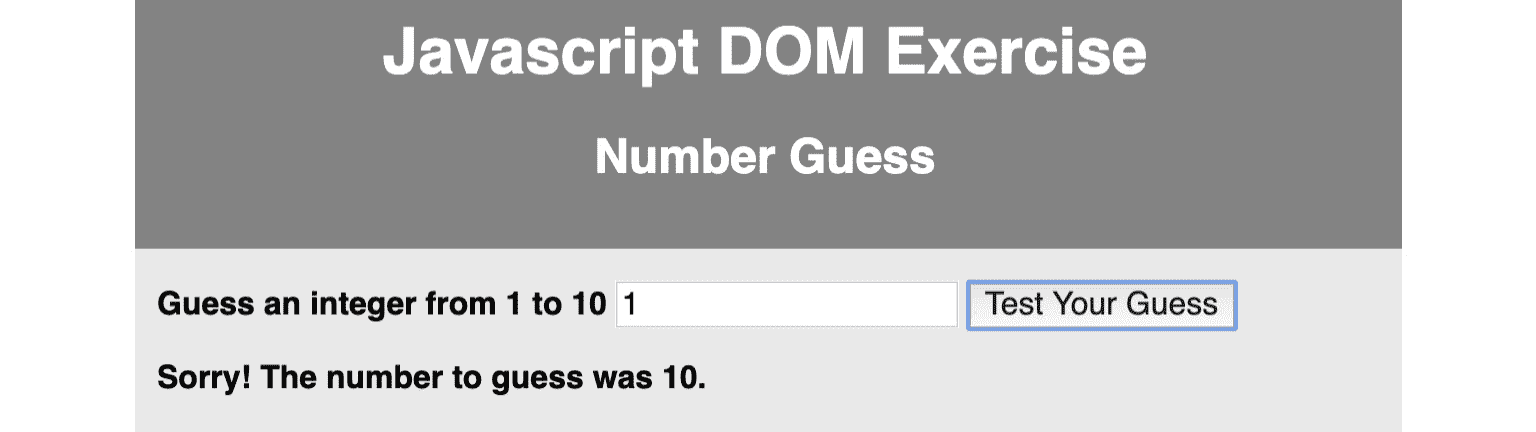 Javascript DOM Exercise
Number Guess
Guess an integer from 1 to 10 1 Test Your Guess
Sorry! The number to guess was 10.